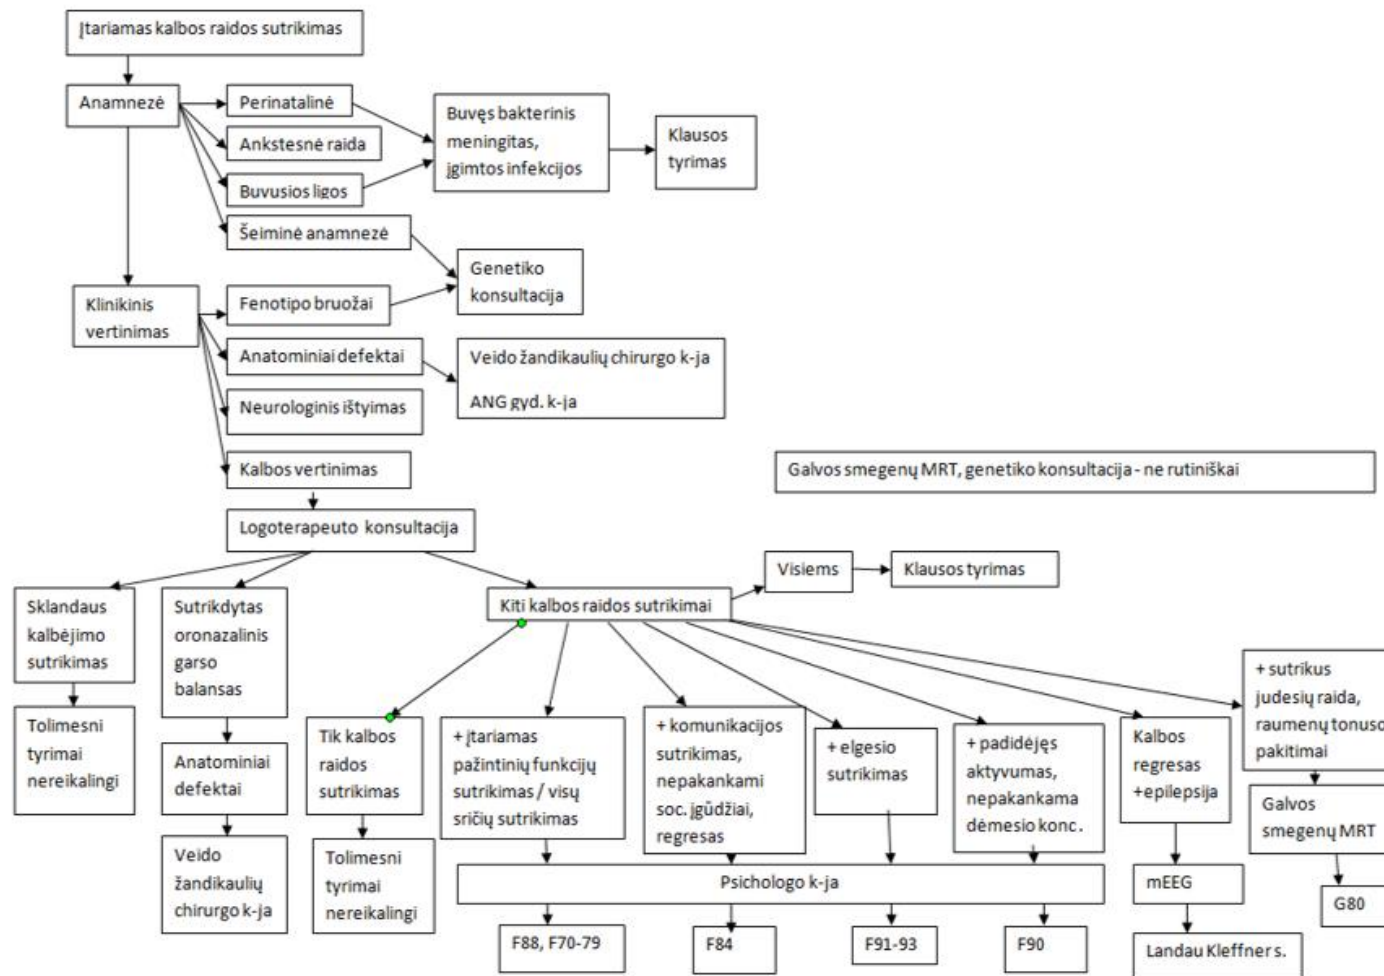 Įtariamas kalbos raidos sutrikimas
Anamnezė
Perinatalinė
Ankstesnė raida
Buvusios ligos
Šeiminė anamnezė
Buvęs bakterinis
meningitas,
įgimtos infekcijos
Klausos
tyrimas
Genetiko
konsultacija
Klinikinis
vertinimas
Fenotipo bruožai
Anatominiai defektai
Neurologinis ištyimas
Kalbos vertinimas
Veido žandikaulių chirurgo k-ja
ANG gyd. k-ja
Galvos smegenų MRT, genetiko konsultacija - ne rutiniškai
Logoterapeuto konsultacija
Sklandaus
kalbėjimo
sutrikimas
Tolimesni
tyrimai
nereikalingi
Sutrikdytas
oronazalinis
garso
balansas
Anatominiai
defektai
Veido
žandikaulių
chirurgo k-ja
Kiti kalbos raidos sutrikimai
Visiems
Klausos tyrimas
Tik kalbos
raidos
sutrikimas
Tolimesni
tyrimai
nereikalingi
+ įtariamas
pažintinių funkcijų
sutrikimas / visų
sričių sutrikimas
+ komunikacijos
sutrikimas,
nepakankami
soc. įgūdžiai,
regresas
+ elgesio
sutrikimas
+ padidėjęs
aktyvumas,
nepakankama
dėmesio konc.
Kalbos
regresas
+epilepsija
+ sutrikus
judesių raida,
raumenų tonuso
pakitimai
Psichologo k-ja
mEEG
Galvos
smegenų MRT
F88, F70-79
F84
F91-93
F90
Landau Kleffner s.
G80